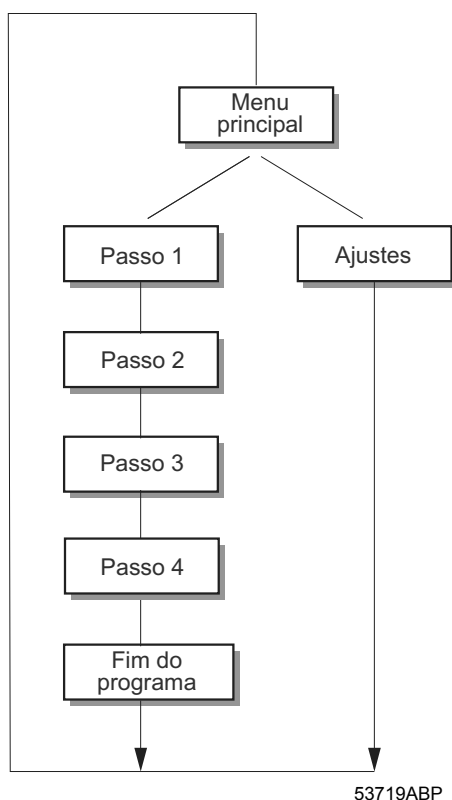 Menu
principal
Passo 1
Ajustes
Passo 2
Passo 3
Passo 4
Fim do
programa
53719ABP